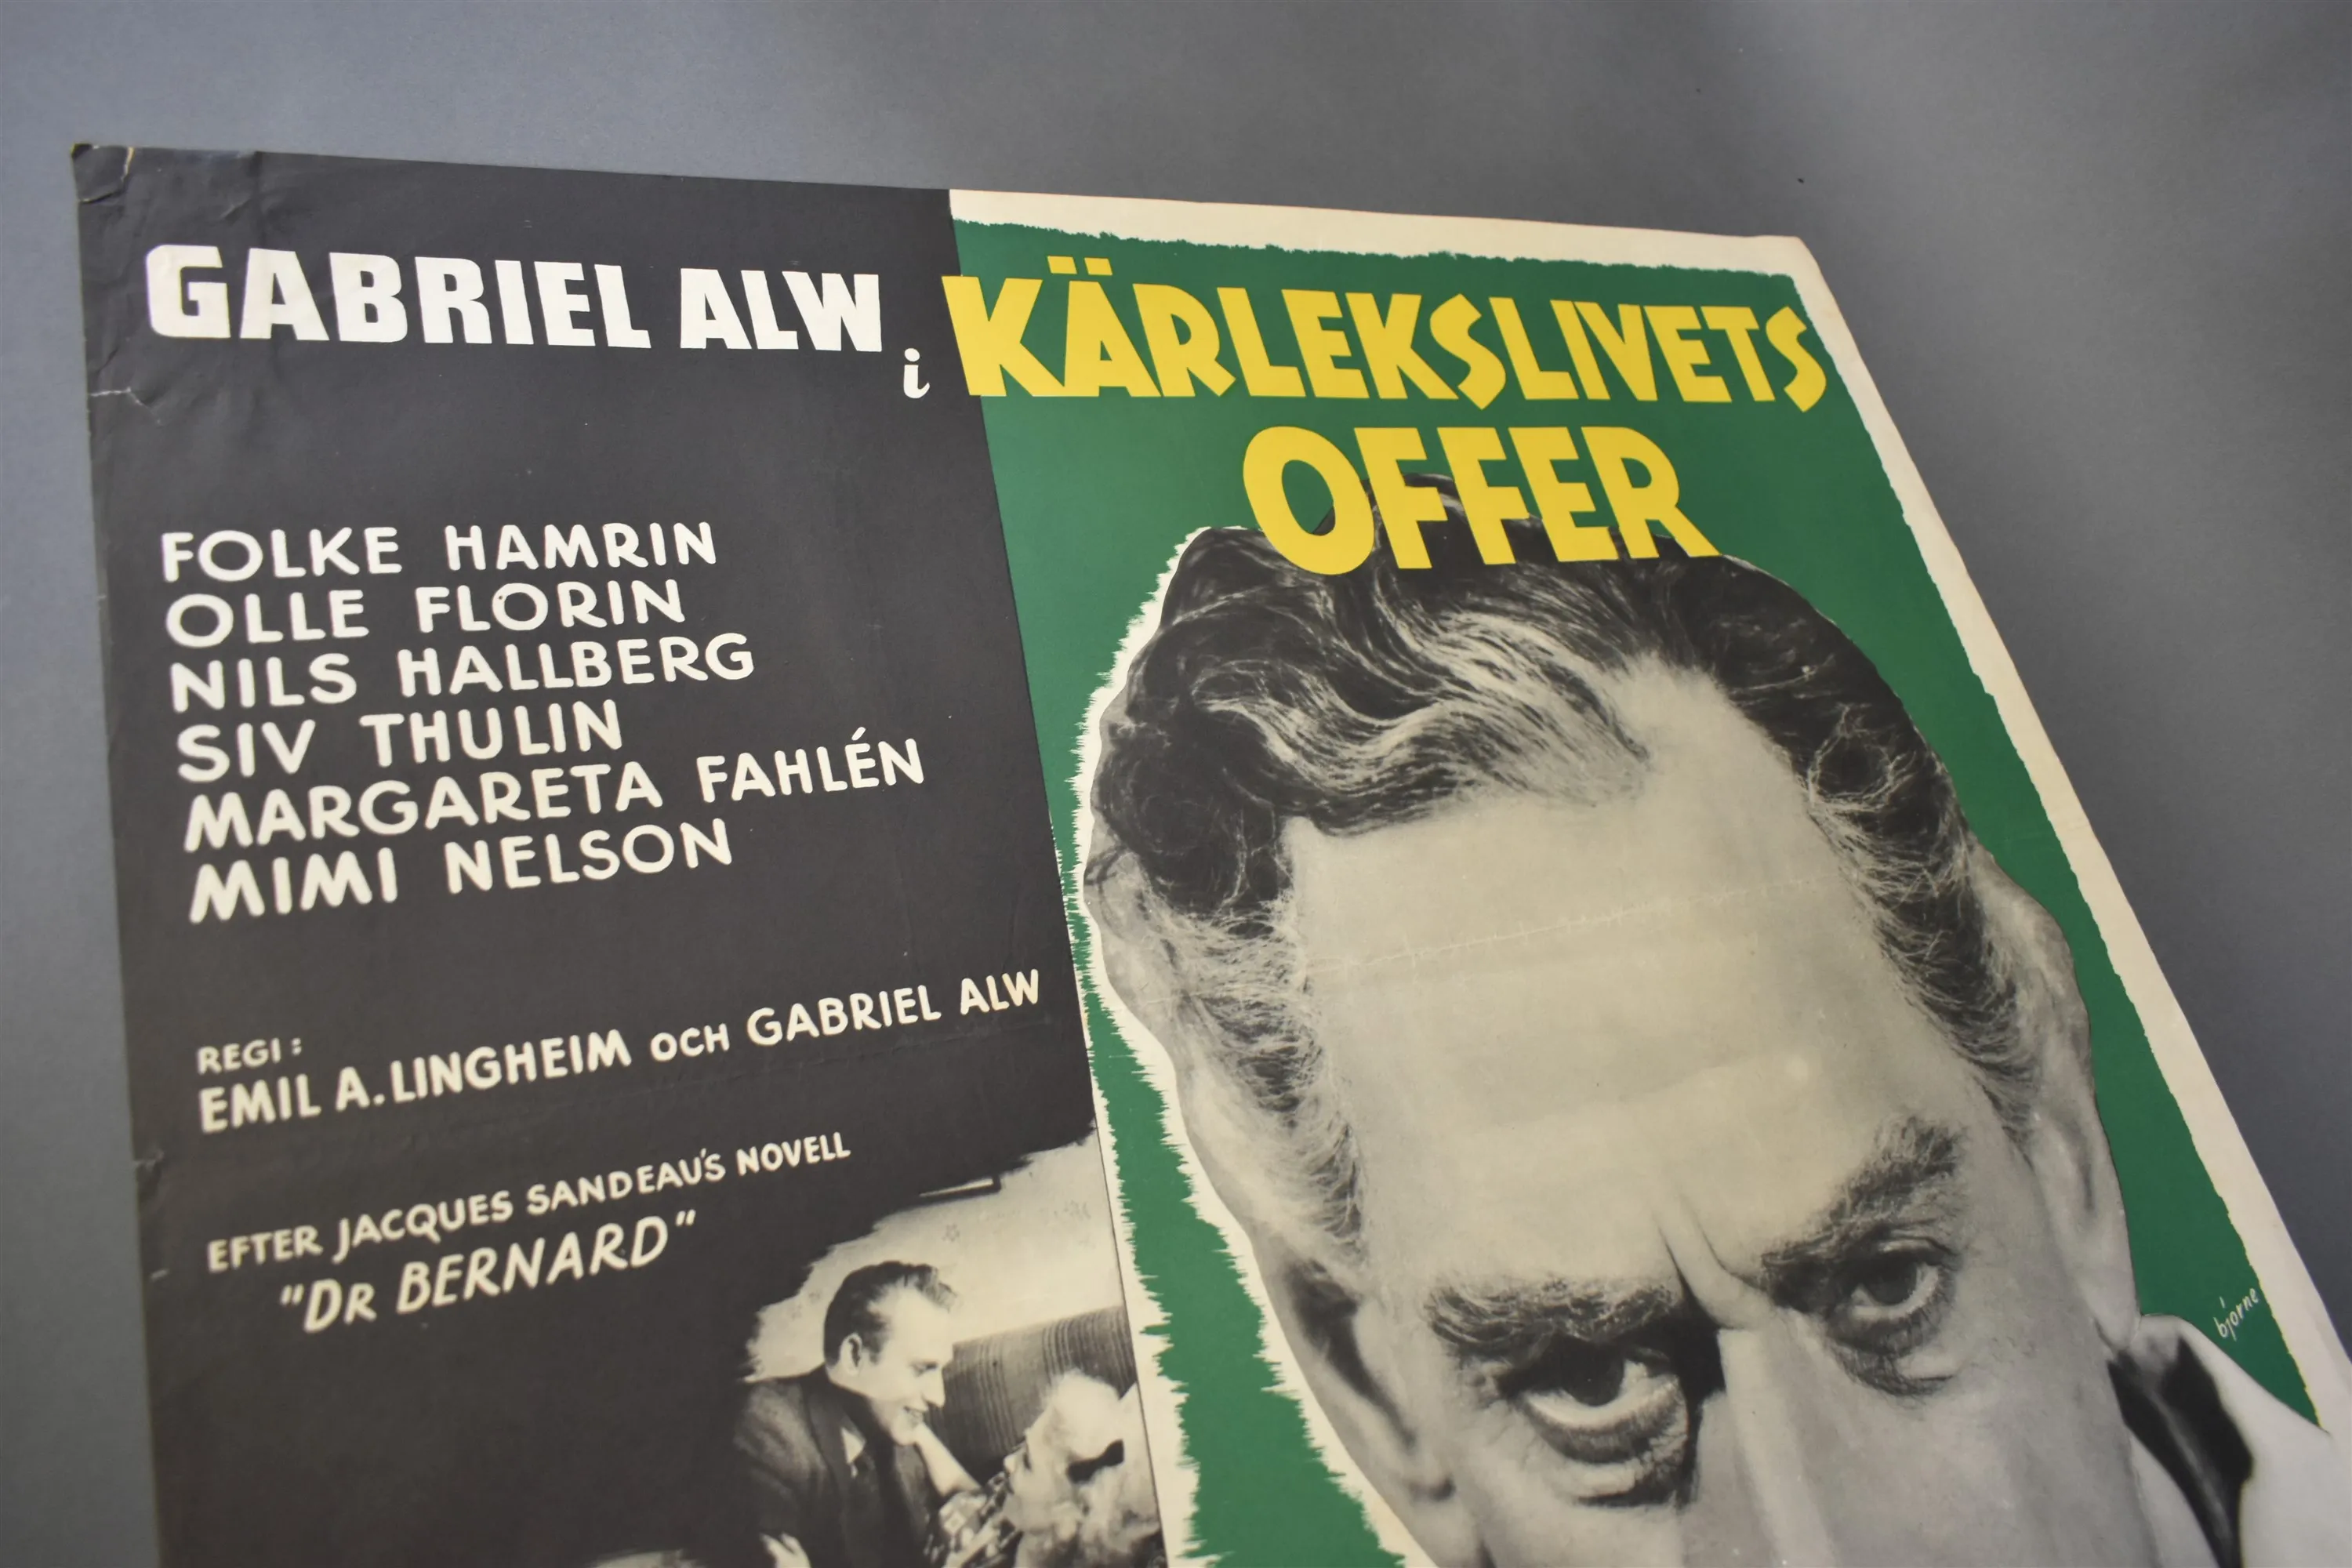 GABRIEL ALW i KÄRLEKSLIVETS
OFFER
FOLKE HAMRIN
OLLE FLORIN
NILS HALLBERG
SIV THULIN
MARGARETA FAHLÉN
MIMI NELSON
REGI:
EMIL A. LINGHEIM OCH GABRIEL ALW
EFTER JACQUES SANDEAU'S NOVELL
"DR BERNARD"
bjorne